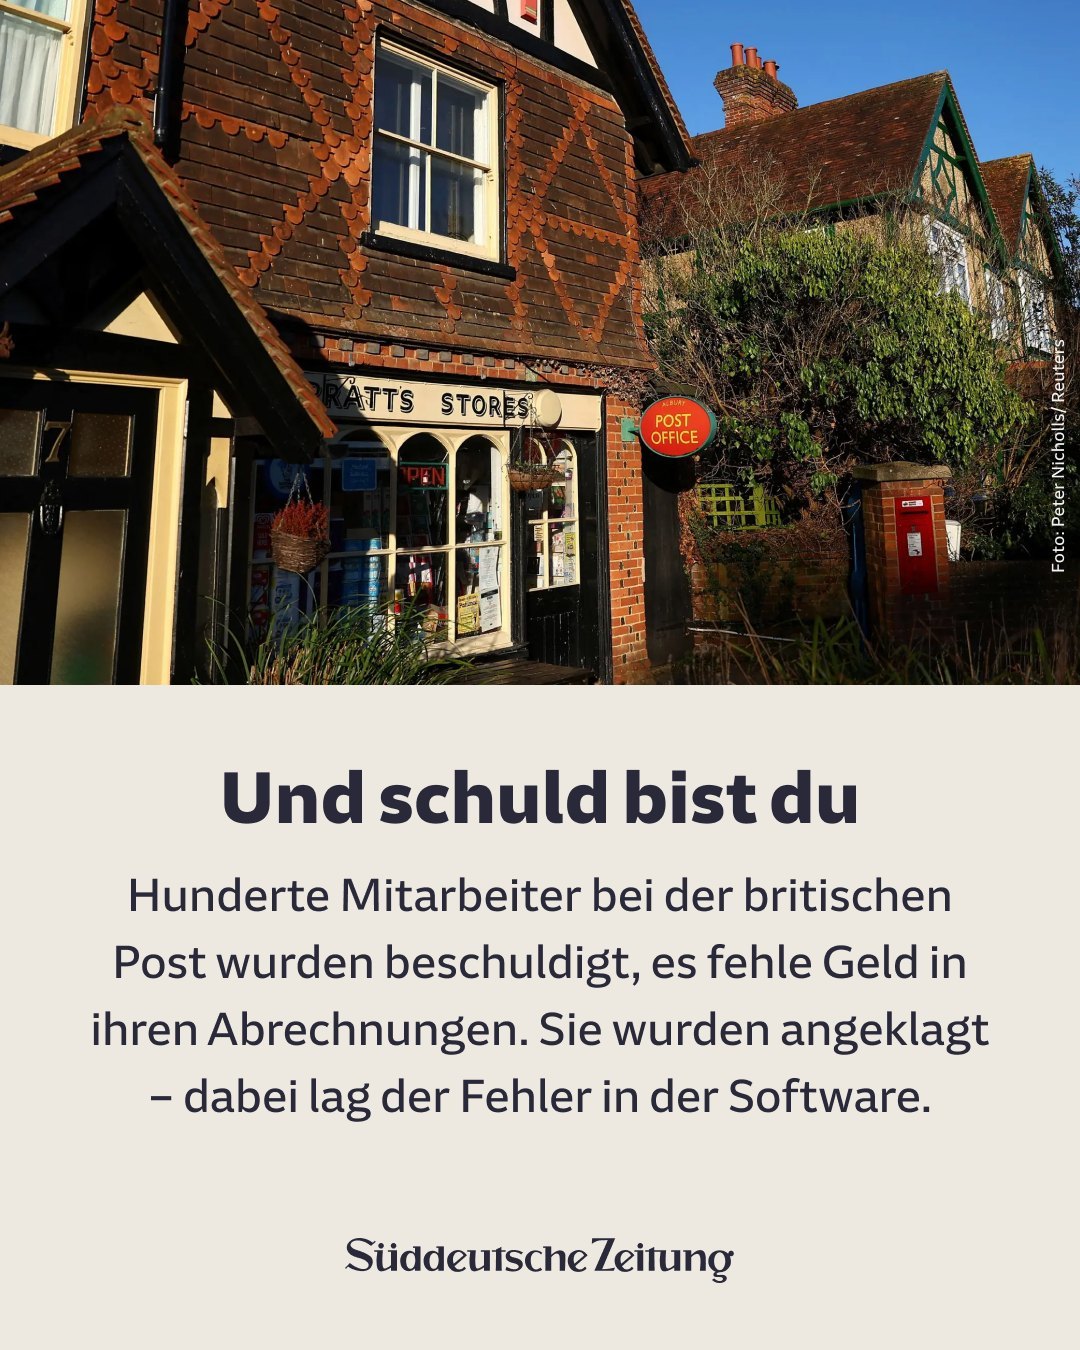 PRATTS STORES
OPEN
ALBURY
POST
OFFICE
7
Foto: Peter Nicholls/ Reuters
Und schuld bist du
Hunderte Mitarbeiter bei der britischen
Post wurden beschuldigt, es fehle Geld in
ihren Abrechnungen. Sie wurden angeklagt
– dabei lag der Fehler in der Software.
Süddeutsche Zeitung